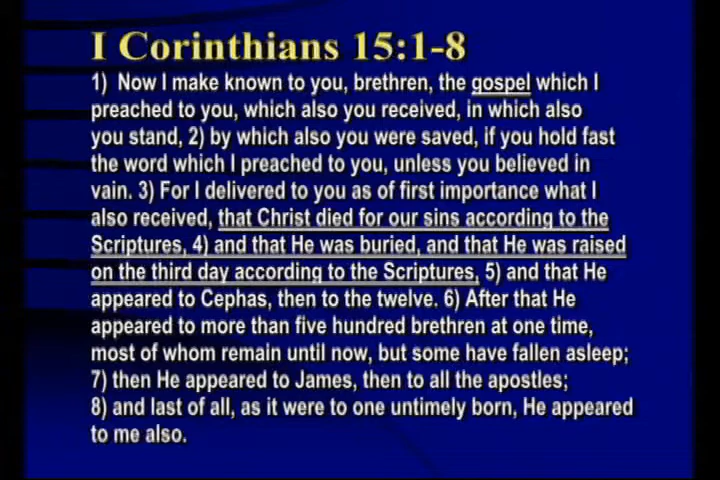 I Corinthians 15:1-8
1) Now I make known to you, brethren, the gospel which I
preached to you, which also you received, in which also
you stand, 2) by which also you were saved, if you hold fast
the word which I preached to you, unless you believed in
vain. 3) For I delivered to you as of first importance what I
also received, that Christ died for our sins according to the
Scriptures, 4) and that He was buried, and that He was raised
on the third day according to the Scriptures, 5) and that He
appeared to Cephas, then to the twelve. 6) After that He
appeared to more than five hundred brethren at one time,
most of whom remain until now, but some have fallen asleep;
7) then He appeared to James, then to all the apostles;
8) and last of all, as it were to one untimely born, He appeared
to me also.